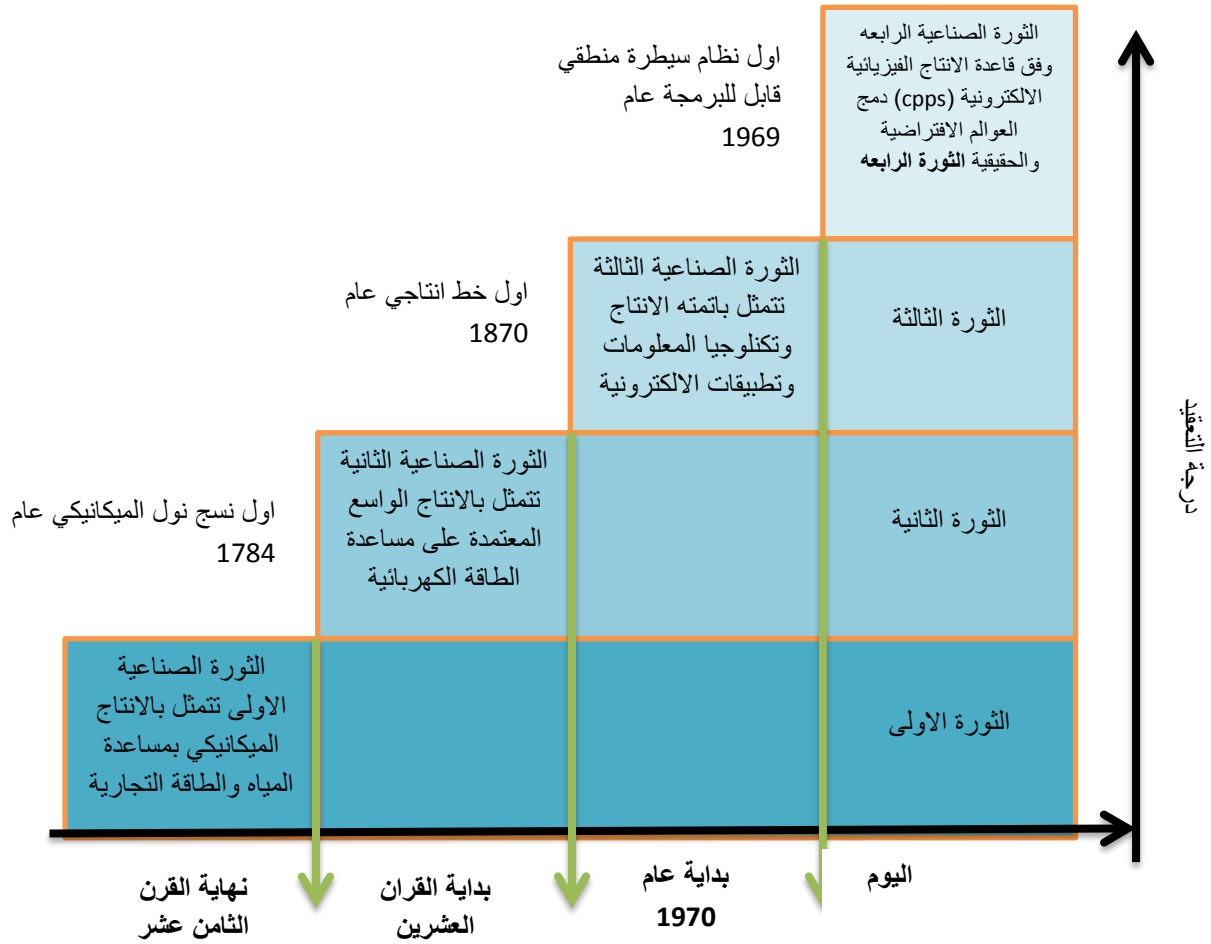 الثورة الصناعية الرابعه
وفق قاعدة الانتاج الفيزيائية
الالكترونية (cpps) دمج
العوالم الافتراضية
والحقيقية الثورة الرابعه
اول نظام سيطرة منطقي
قابل للبرمجة عام
1969
الثورة الصناعية الثالثة
تتمثل باتمته الانتاج
وتكنلوجيا المعلومات
وتطبيقات الالكترونية
الثورة الثالثة
اول خط انتاجي عام
1870
درجة التعقيد
الثورة الصناعية الثانية
تتمثل بالانتاج الواسع
المعتمدة على مساعدة
الطاقة الكهربائية
الثورة الثانية
اول نسج نول الميكانيكي عام
1784
الثورة الصناعية
الاولى تتمثل بالانتاج
الميكانيكي بمساعدة
المياه والطاقة التجارية
الثورة الاولى
اليوم
بداية عام
1970
بداية القران
العشرين
نهاية القرن
الثامن عشر